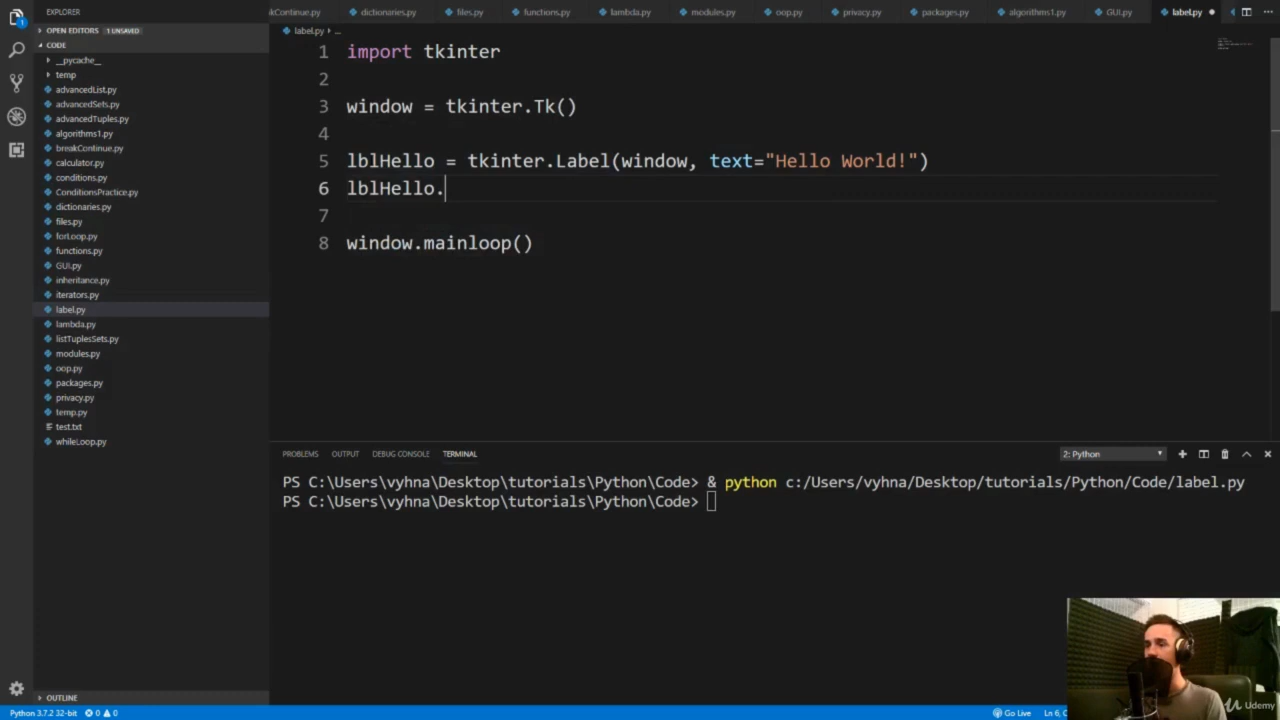 EXPLORER
OPEN EDITORS 1 UNSAVED
CODE
__pycache__
temp
advancedList.py
advancedSets.py
advancedTuples.py
algorithms1.py
breakContinue.py
calculator.py
conditions.py
ConditionsPractice.py
dictionaries.py
files.py
forLoop.py
functions.py
GUI.py
inheritance.py
iterators.py
label.py
lambda.py
listTuplesSets.py
modules.py
oop.py
packages.py
privacy.py
temp.py
test.txt
whileLoop.py
OUTLINE
akContinue.py dictionaries.py files.py functions.py lambda.py modules.py oop.py privacy.py packages.py algorithms1.py GUI.py label.py
label.py › ...
1 import tkinter
2
3 window = tkinter.Tk()
4
5 lblHello = tkinter.Label(window, text="Hello World!")
6 lblHello.
7
8 window.mainloop()
PROBLEMS OUTPUT DEBUG CONSOLE TERMINAL 2: Python
PS C:\Users\vyhna\Desktop\tutorials\Python\Code> & python c:/Users/vyhna/Desktop/tutorials/Python/Code/label.py
PS C:\Users\vyhna\Desktop\tutorials\Python\Code>
Udemy
1
Python 3.7.2 32-bit 0 0 Go Live Ln 6,